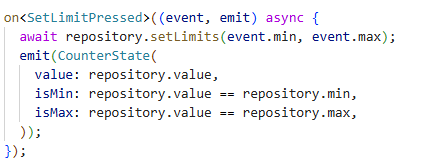 on<SetLimitPressed>((event, emit) async {
  await repository.setLimits(event.min, event.max);
  emit(CounterState(
    value: repository.value,
    isMin: repository.value == repository.min,
    isMax: repository.value == repository.max,
  ));
});